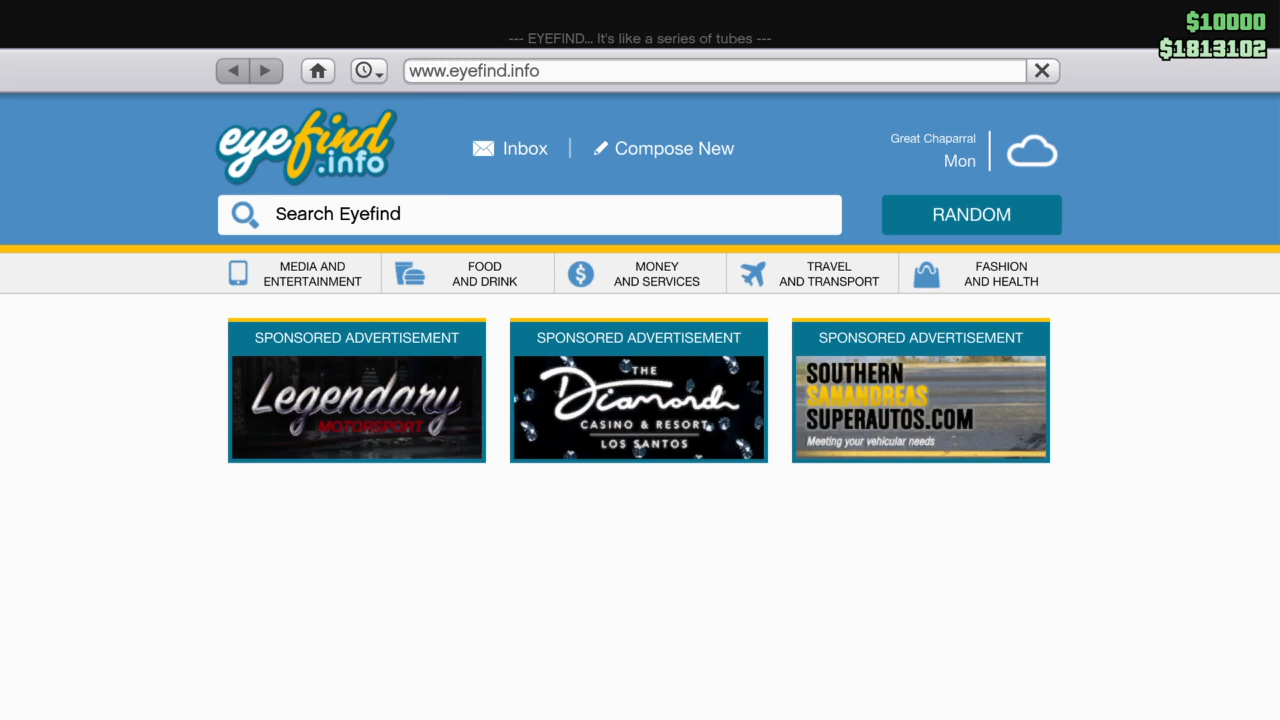 $10000
--- EYEFIND... It's like a series of tubes ---
$1813102
www.eyefind.info
eyefind
.info
Inbox
Compose New
Great Chaparral
Mon
Search Eyefind
RANDOM
MEDIA AND
ENTERTAINMENT
FOOD
AND DRINK
MONEY
AND SERVICES
TRAVEL
AND TRANSPORT
FASHION
AND HEALTH
SPONSORED ADVERTISEMENT
Legendary
MOTORSPORT
SPONSORED ADVERTISEMENT
THE
Diamond
CASINO & RESORT
LOS SANTOS
SPONSORED ADVERTISEMENT
SOUTHERN
SANANDREAS
SUPERAUTOS.COM
Meeting your vehicular needs